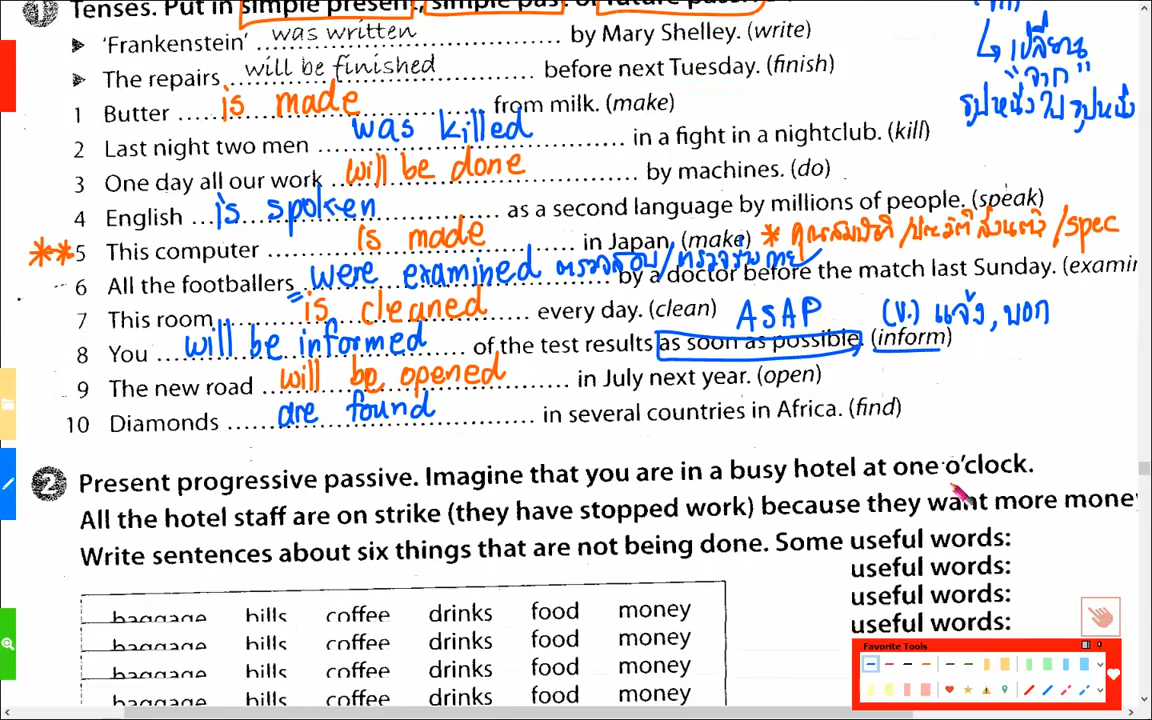 1 Tenses. Put in simple present, simple past or future passive
'Frankenstein' was written by Mary Shelley. (write)
The repairs will be finished before next Tuesday. (finish)
↳ เปลี่ยน
จาก
รูปหนึ่ง ไป รูปหนึ่ง
1 Butter is made from milk. (make)
2 Last night two men was killed in a fight in a nightclub. (kill)
3 One day all our work will be done by machines. (do)
4 English is spoken as a second language by millions of people. (speak)
**5 This computer is made in Japan. (make) * คุณสมบัติ /ประวัติส่วนตัว /spec
6 All the footballers were examined ตรวจสอบ/ตรวจร่างกาย by a doctor before the match last Sunday. (examin
7 This room is cleaned every day. (clean) ASAP (v.) แจ้ง, บอก
8 You will be informed of the test results as soon as possible. (inform)
9 The new road will be opened in July next year. (open)
10 Diamonds are found in several countries in Africa. (find)
2 Present progressive passive. Imagine that you are in a busy hotel at one o'clock.
All the hotel staff are on strike (they have stopped work) because they want more mone
Write sentences about six things that are not being done. Some useful words:
useful words:
useful words:
useful words:
baggage bills coffee drinks food money
baggage bills coffee drinks food money
baggage bills coffee drinks food money
baggage bills coffee drinks food money
Favorite Tools